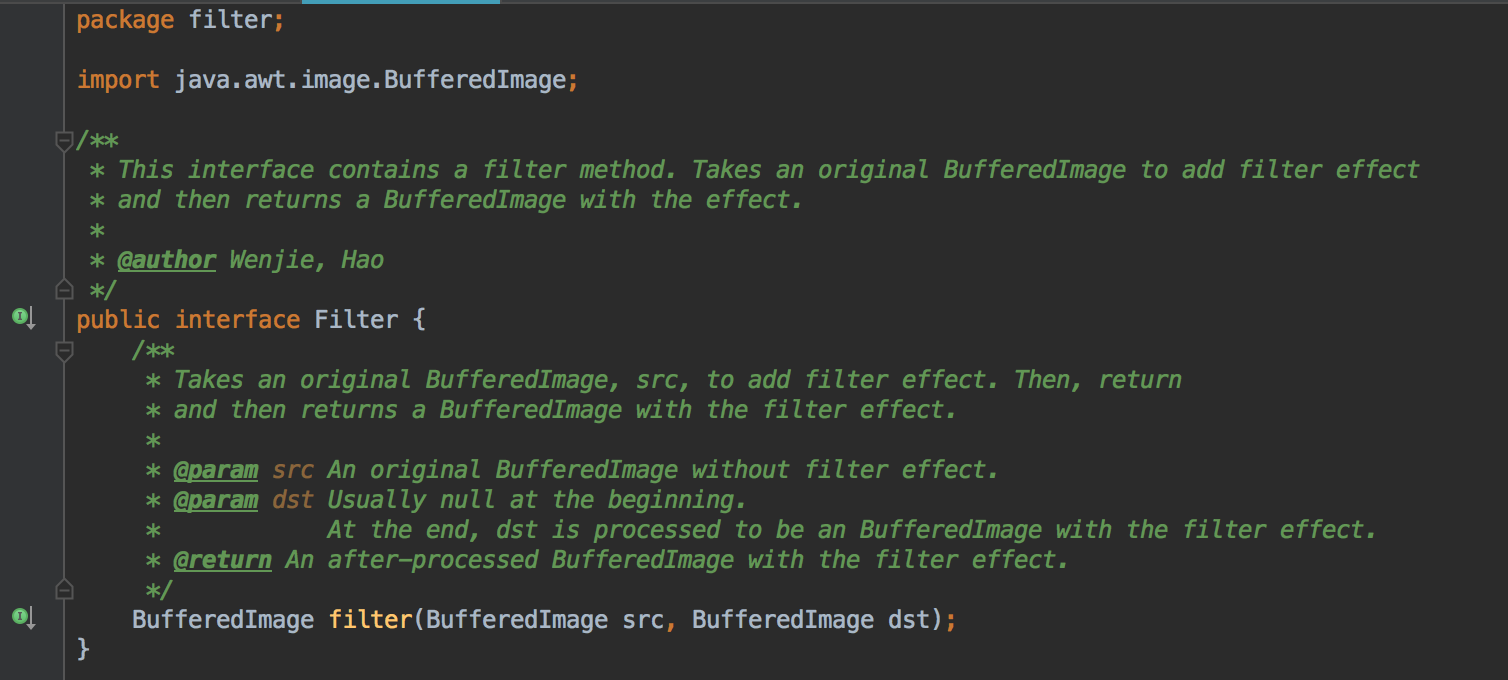 package filter;
import java.awt.image.BufferedImage;
/**
* This interface contains a filter method. Takes an original BufferedImage to add filter effect
* and then returns a BufferedImage with the effect.
*
* @author Wenjie, Hao
*/
public interface Filter {
/**
* Takes an original BufferedImage, src, to add filter effect. Then, return
* and then returns a BufferedImage with the filter effect.
*
* @param src An original BufferedImage without filter effect.
* @param dst Usually null at the beginning.
* At the end, dst is processed to be an BufferedImage with the filter effect.
* @return An after-processed BufferedImage with the filter effect.
*/
BufferedImage filter(BufferedImage src, BufferedImage dst);
}